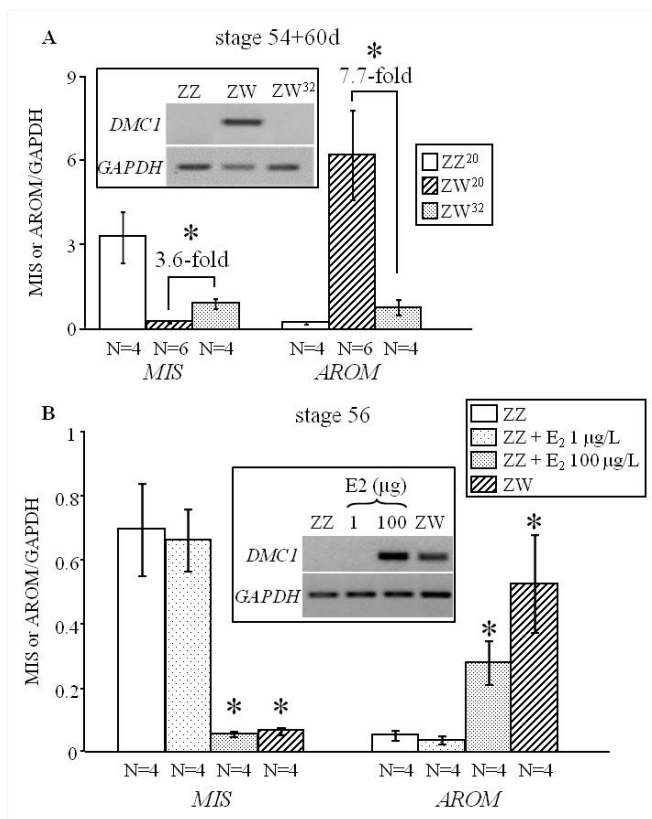 A
stage 54+60d
MIS or AROM/GAPDH
9
6
3
0
ZZ ZW ZW³²
DMC1
GAPDH
*
7.7-fold
*
3.6-fold
ZZ²⁰
ZW²⁰
ZW³²
N=4 N=6 N=4 N=4 N=6 N=4
MIS AROM
B
stage 56
MIS or AROM/GAPDH
1
0.8
0.6
0.4
0.2
0
ZZ
ZZ + E₂ 1 µg/L
ZZ + E₂ 100 µg/L
ZW
E2 (µg)
ZZ 1 100 ZW
DMC1
GAPDH
* * * *
N=4 N=4 N=4 N=4 N=4 N=4 N=4 N=4
MIS AROM